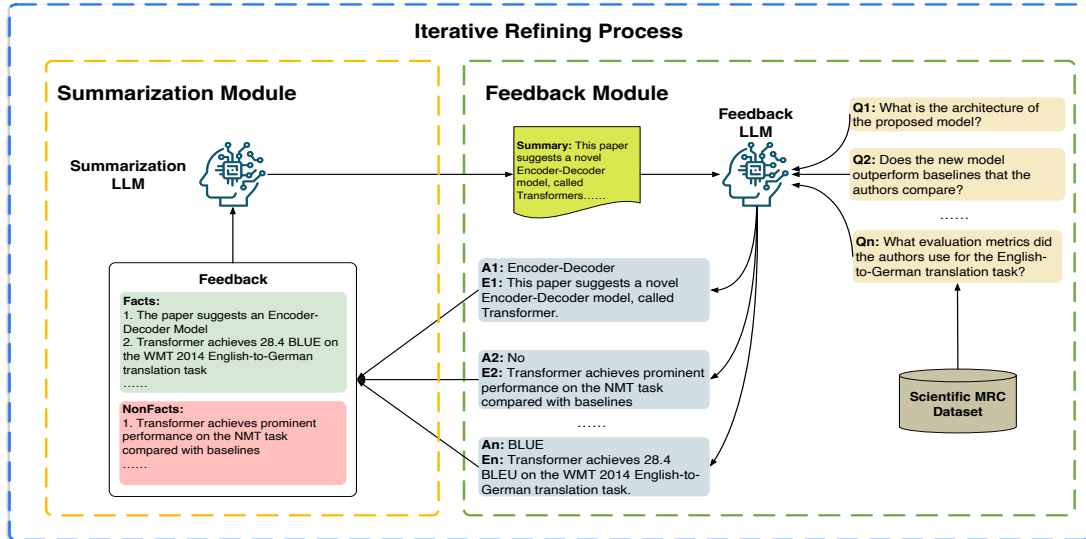 Iterative Refining Process
Summarization Module
Summarization
LLM
Feedback
Facts:
1. The paper suggests an Encoder-
Decoder Model
2. Transformer achieves 28.4 BLUE on
the WMT 2014 English-to-German
translation task
……
NonFacts:
1. Transformer achieves prominent
performance on the NMT task
compared with baselines
……
Feedback Module
Summary: This paper
suggests a novel
Encoder-Decoder
model, called
Transformers……
Feedback
LLM
Q1: What is the architecture of
the proposed model?
Q2: Does the new model
outperform baselines that the
authors compare?
……
Qn: What evaluation metrics did
the authors use for the English-
to-German translation task?
Scientific MRC
Dataset
A1: Encoder-Decoder
E1: This paper suggests a novel
Encoder-Decoder model, called
Transformer.
A2: No
E2: Transformer achieves prominent
performance on the NMT task
compared with baselines
……
An: BLUE
En: Transformer achieves 28.4
BLEU on the WMT 2014 English-to-
German translation task.